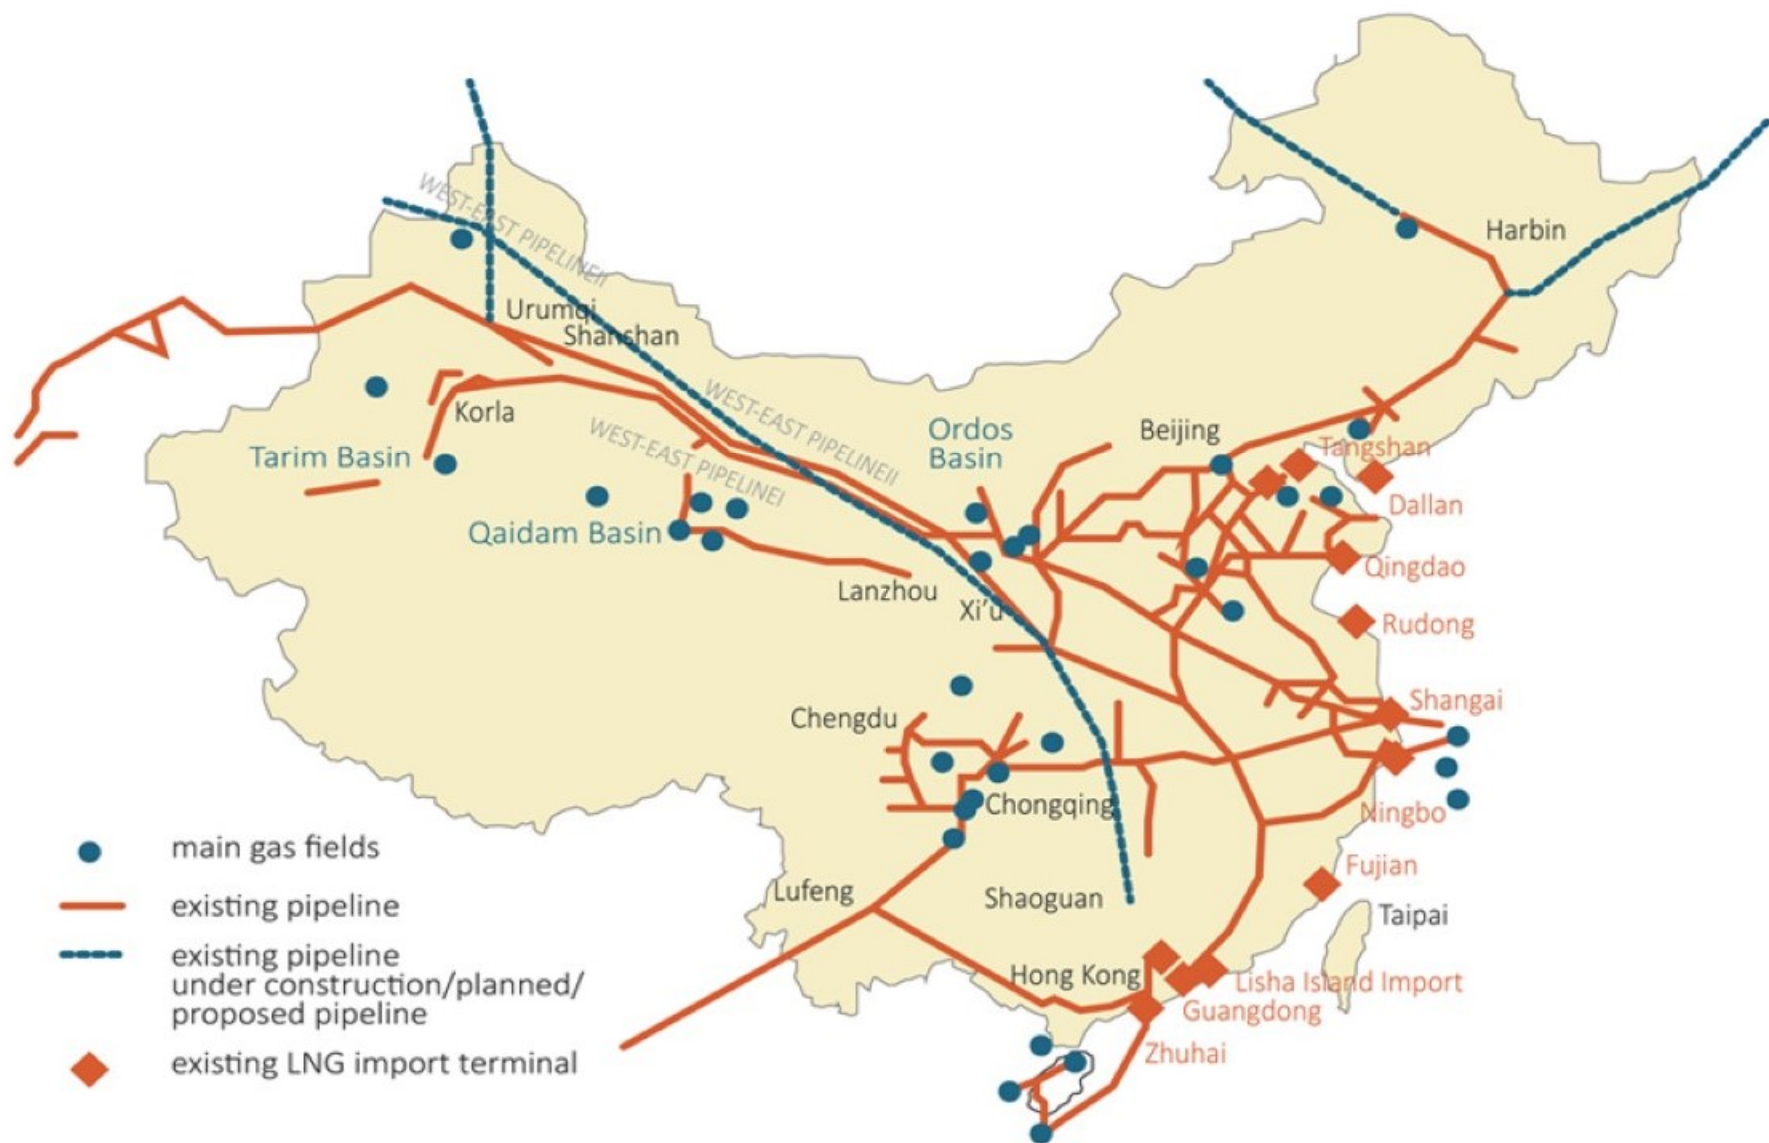 WEST-EAST PIPELINEII
Harbin
Urumqi
Shanshan
WEST-EAST PIPELINEII
Korla
Ordos
Basin
Beijing
Tangshan
WEST-EAST PIPELINEI
Tarim Basin
Dallan
Qaidam Basin
Qingdao
Lanzhou
Xi'u
Rudong
Shangai
Chengdu
Chongqing
Ningbo
main gas fields
Fujian
Lufeng
Shaoguan
existing pipeline
Taipai
existing pipeline
under construction/planned/
proposed pipeline
Hong Kong
Lisha Island Import
Guangdong
Zhuhai
existing LNG import terminal